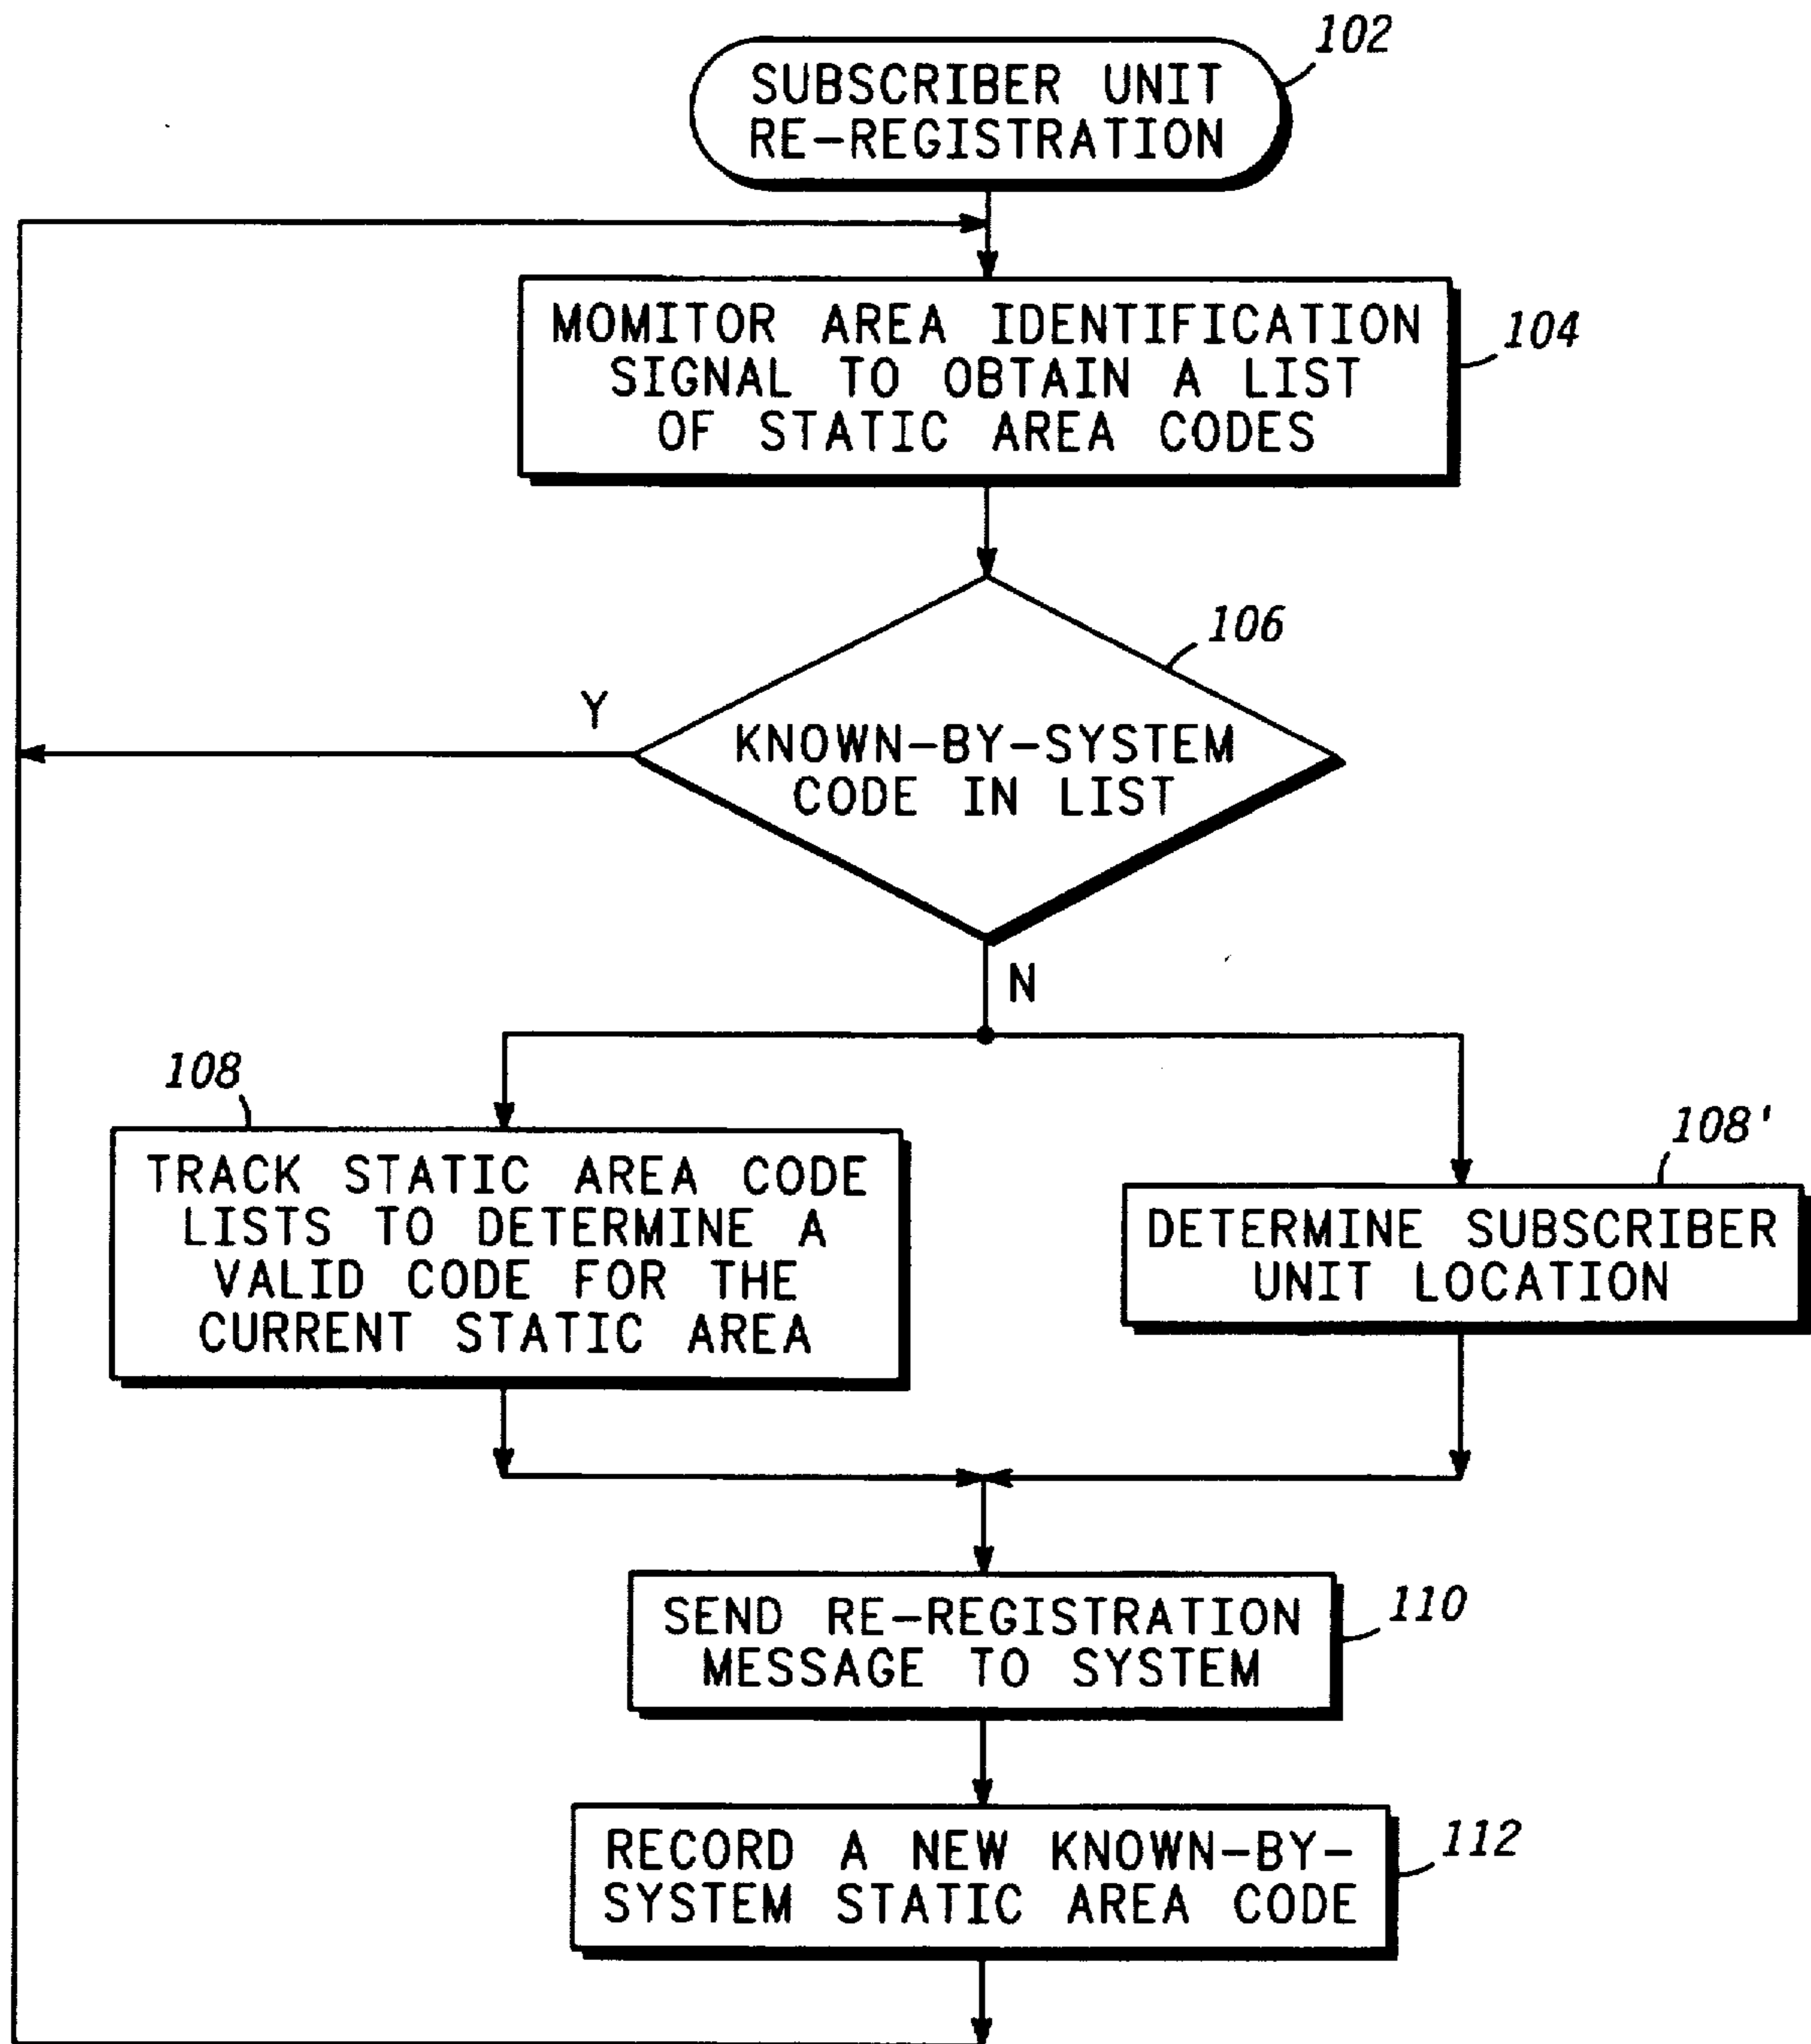 102
SUBSCRIBER UNIT
RE-REGISTRATION
MOMITOR AREA IDENTIFICATION
SIGNAL TO OBTAIN A LIST
OF STATIC AREA CODES
104
106
Y
KNOWN-BY-SYSTEM
CODE IN LIST
N
108
TRACK STATIC AREA CODE
LISTS TO DETERMINE A
VALID CODE FOR THE
CURRENT STATIC AREA
108'
DETERMINE SUBSCRIBER
UNIT LOCATION
SEND RE-REGISTRATION
MESSAGE TO SYSTEM
110
RECORD A NEW KNOWN-BY-
SYSTEM STATIC AREA CODE
112